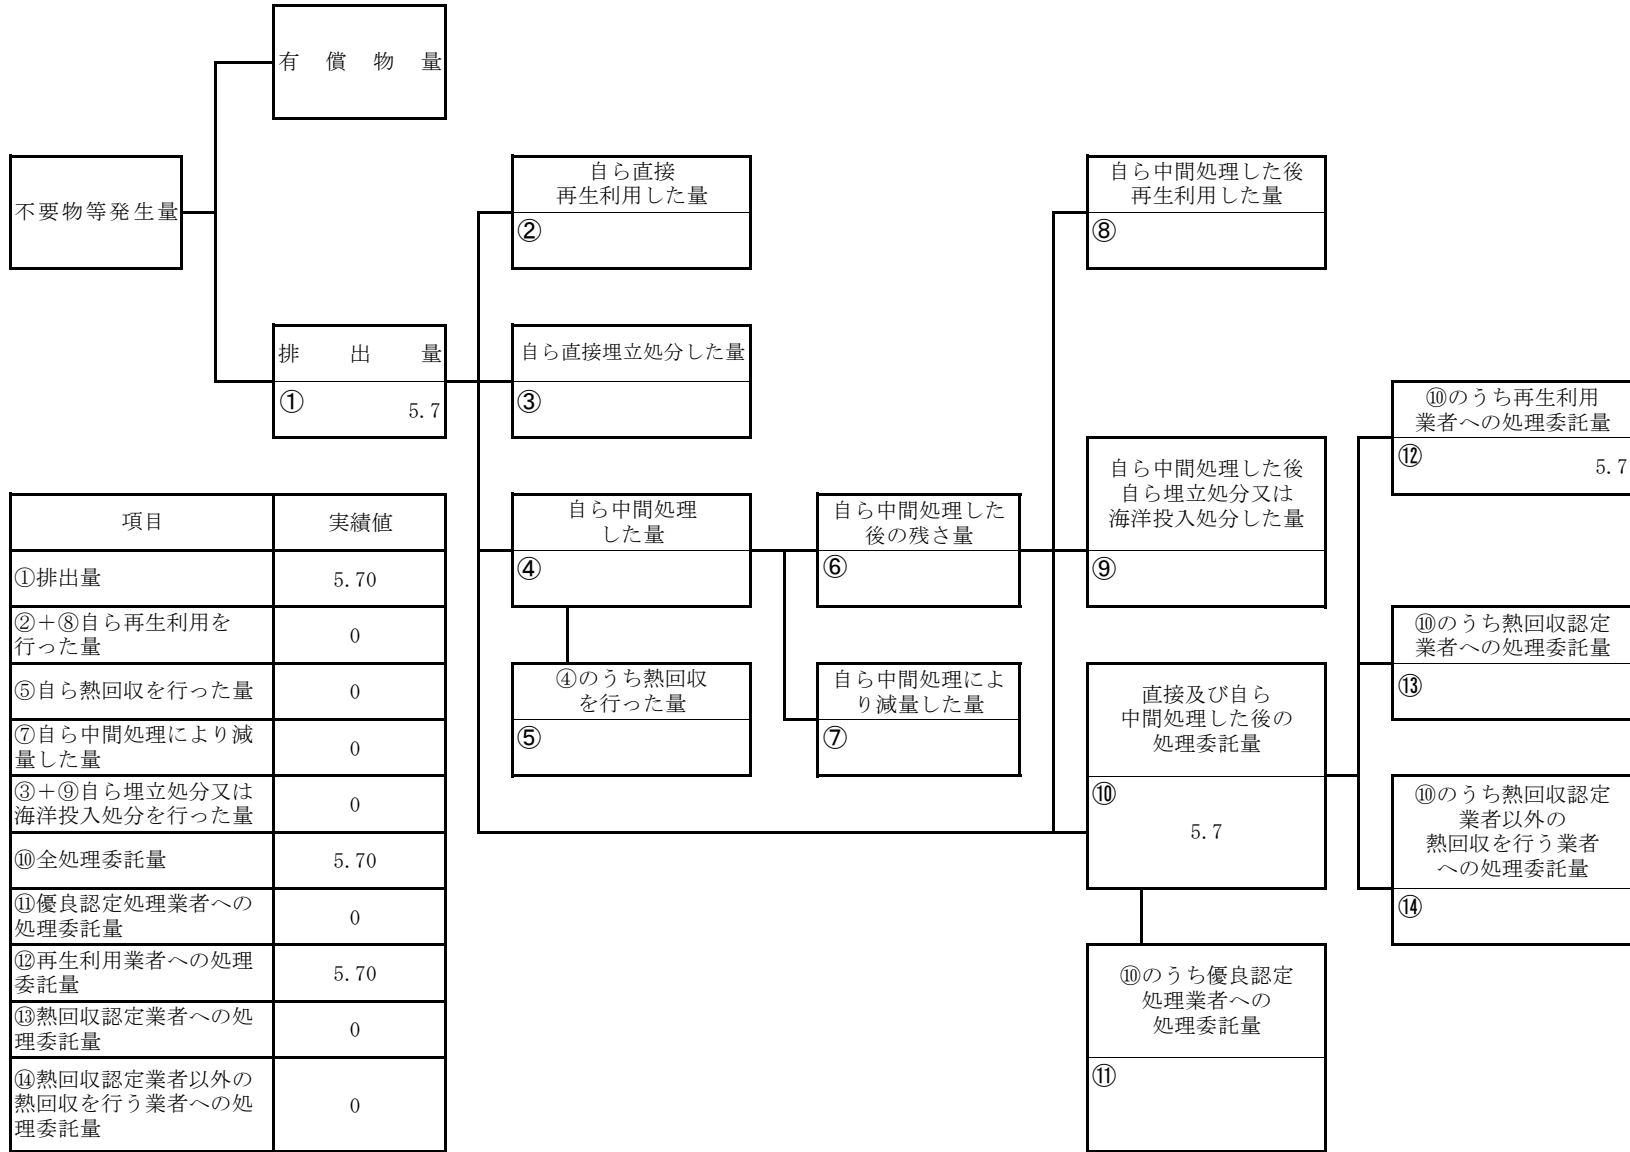 有償物量
不要物等発生量
自ら直接
再生利用した量
②
自ら中間処理した後
再生利用した量
⑧
排出量
① 5.7
自ら直接埋立処分した量
③
⑩のうち再生利用
業者への処理委託量
⑫ 5.7
自ら中間処理した後
自ら埋立処分又は
海洋投入処分した量
⑨
自ら中間処理
した量
④
自ら中間処理した
後の残さ量
⑥
⑩のうち熱回収認定
業者への処理委託量
⑬
④のうち熱回収
を行った量
⑤
自ら中間処理によ
り減量した量
⑦
直接及び自ら
中間処理した後の
処理委託量
⑩
5.7
⑩のうち熱回収認定
業者以外の
熱回収を行う業者
への処理委託量
⑭
⑩のうち優良認定
処理業者への
処理委託量
⑪
項目 実績値
①排出量 5.70
②＋⑧自ら再生利用を
行った量 0
⑤自ら熱回収を行った量 0
⑦自ら中間処理により減
量した量 0
③＋⑨自ら埋立処分又は
海洋投入処分を行った量 0
⑩全処理委託量 5.70
⑪優良認定処理業者への
処理委託量 0
⑫再生利用業者への処理
委託量 5.70
⑬熱回収認定業者への処
理委託量 0
⑭熱回収認定業者以外の
熱回収を行う業者への処
理委託量 0